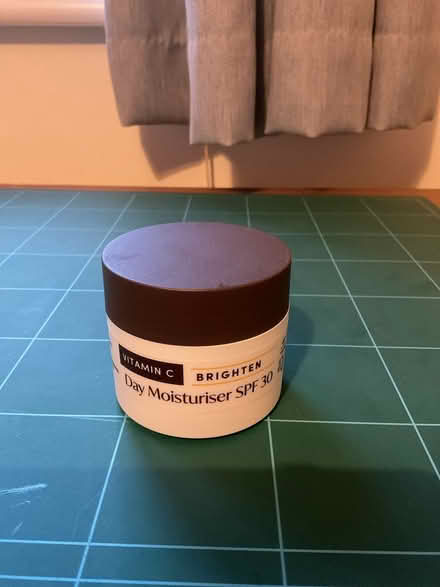 VITAMIN C
BRIGHTEN
Day Moisturiser SPF 30